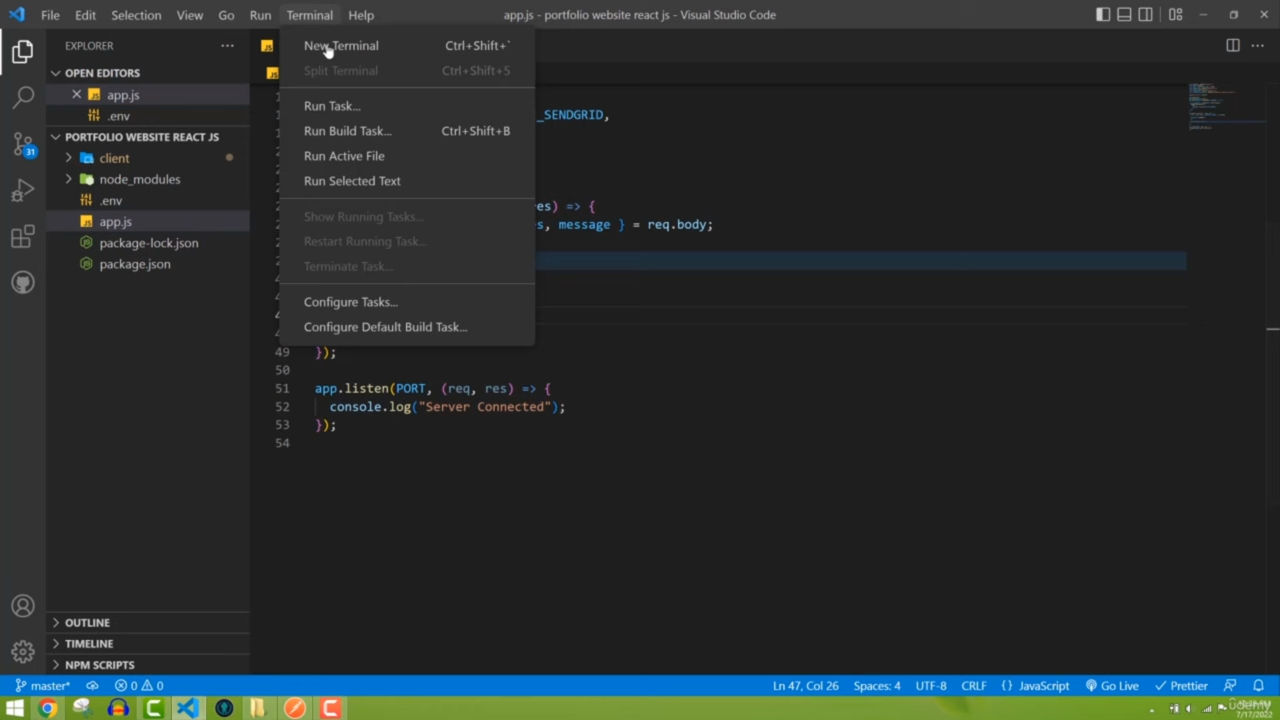 File Edit Selection View Go Run Terminal Help app.js - portfolio website react js - Visual Studio Code
EXPLORER
OPEN EDITORS
app.js
.env
PORTFOLIO WEBSITE REACT JS
client
node_modules
.env
app.js
package-lock.json
package.json
OUTLINE
TIMELINE
NPM SCRIPTS
New Terminal Ctrl+Shift+`
Split Terminal Ctrl+Shift+5
Run Task...
Run Build Task... Ctrl+Shift+B
Run Active File
Run Selected Text
Show Running Tasks...
Restart Running Task...
Terminate Task...
Configure Tasks...
Configure Default Build Task...
_SENDGRID,
es) => {
s, message } = req.body;
49 });
50
51 app.listen(PORT, (req, res) => {
52 console.log("Server Connected");
53 });
54
31
master* 0 0 Ln 47, Col 26 Spaces: 4 UTF-8 CRLF {} JavaScript Go Live Prettier
udemy
7/17/2022